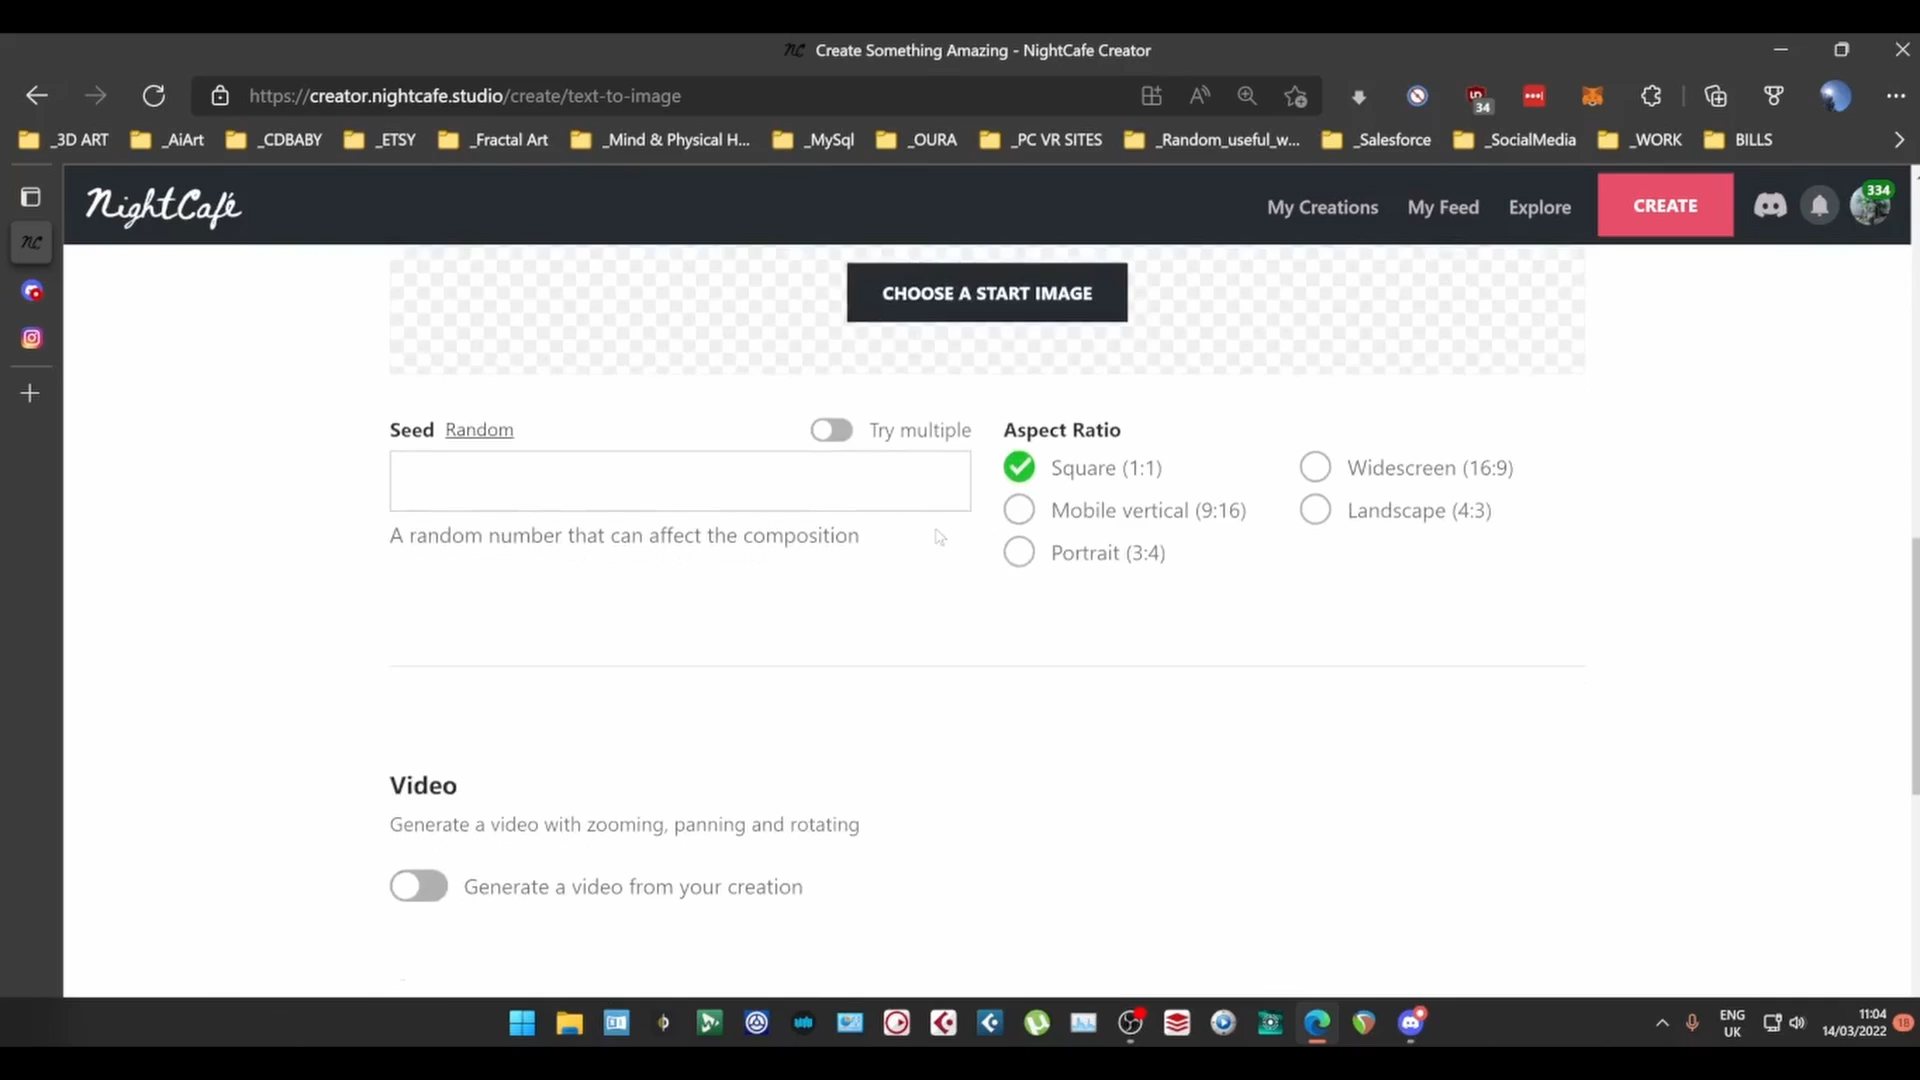 Create Something Amazing - NightCafe Creator
https://creator.nightcafe.studio/create/text-to-image
34
_3D ART _AiArt _CDBABY _ETSY _Fractal Art _Mind & Physical H... _MySql _OURA _PC VR SITES _Random_useful_w... _Salesforce _SocialMedia _WORK BILLS
NightCafé My Creations My Feed Explore CREATE 334
CHOOSE A START IMAGE
Seed Random Try multiple
A random number that can affect the composition
Aspect Ratio
Square (1:1) Widescreen (16:9)
Mobile vertical (9:16) Landscape (4:3)
Portrait (3:4)
Video
Generate a video with zooming, panning and rotating
Generate a video from your creation
ENG
UK
11:04
14/03/2022
18